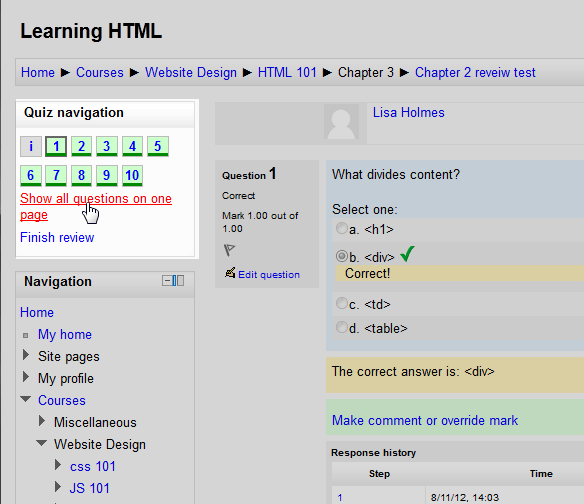 Learning HTML
Home ► Courses ► Website Design ► HTML 101 ► Chapter 3 ► Chapter 2 reveiw test
Quiz navigation
i 1 2 3 4 5
6 7 8 9 10
Show all questions on one
page
Finish review
Navigation
Home
My home
Site pages
My profile
Courses
Miscellaneous
Website Design
css 101
JS 101
Lisa Holmes
Question 1
Correct
Mark 1.00 out of
1.00
Edit question
What divides content?
Select one:
a. <h1>
b. <div>
Correct!
c. <td>
d. <table>
The correct answer is: <div>
Make comment or override mark
Response history
Step Time
1 8/11/12, 14:03